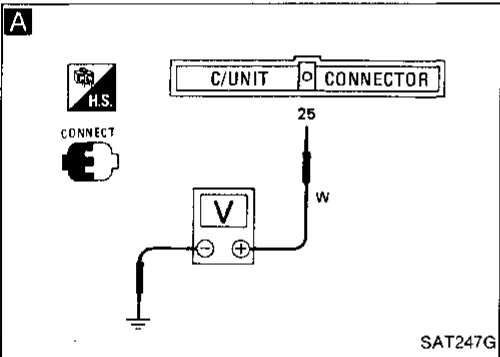 A
H.S.
C/UNIT CONNECTOR
CONNECT
25
W
V
− +
SAT247G